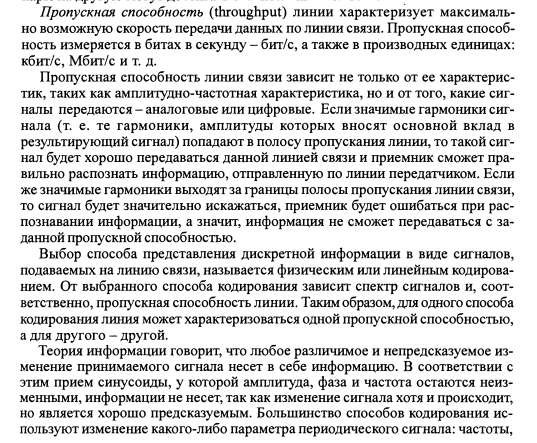 Пропускная способность (throughput) линии характеризует максималь-
но возможную скорость передачи данных по линии связи. Пропускная способ-
ность измеряется в битах в секунду – бит/с, а также в производных единицах:
кбит/с, Мбит/с и т. д.
Пропускная способность линии связи зависит не только от ее характерис-
тик, таких как амплитудно-частотная характеристика, но и от того, какие сиг-
налы передаются – аналоговые или цифровые. Если значимые гармоники сиг-
нала (т. е. те гармоники, амплитуды которых вносят основной вклад в
результирующий сигнал) попадают в полосу пропускания линии, то такой сиг-
нал будет хорошо передаваться данной линией связи и приемник сможет пра-
вильно распознать информацию, отправленную по линии передатчиком. Если
же значимые гармоники выходят за границы полосы пропускания линии связи,
то сигнал будет значительно искажаться, приемник будет ошибаться при рас-
познавании информации, а значит, информация не сможет передаваться с за-
данной пропускной способностью.
Выбор способа представления дискретной информации в виде сигналов,
подаваемых на линию связи, называется физическим или линейным кодирова-
нием. От выбранного способа кодирования зависит спектр сигналов и, соот-
ветственно, пропускная способность линии. Таким образом, для одного способа
кодирования линия может характеризоваться одной пропускной способностью,
а для другого – другой.
Теория информации говорит, что любое различимое и непредсказуемое из-
менение принимаемого сигнала несет в себе информацию. В соответствии с
этим прием синусоиды, у которой амплитуда, фаза и частота остаются неиз-
менными, информации не несет, так как изменение сигнала хотя и происходит,
но является хорошо предсказуемым. Большинство способов кодирования ис-
пользуют изменение какого-либо параметра периодического сигнала: частоты,